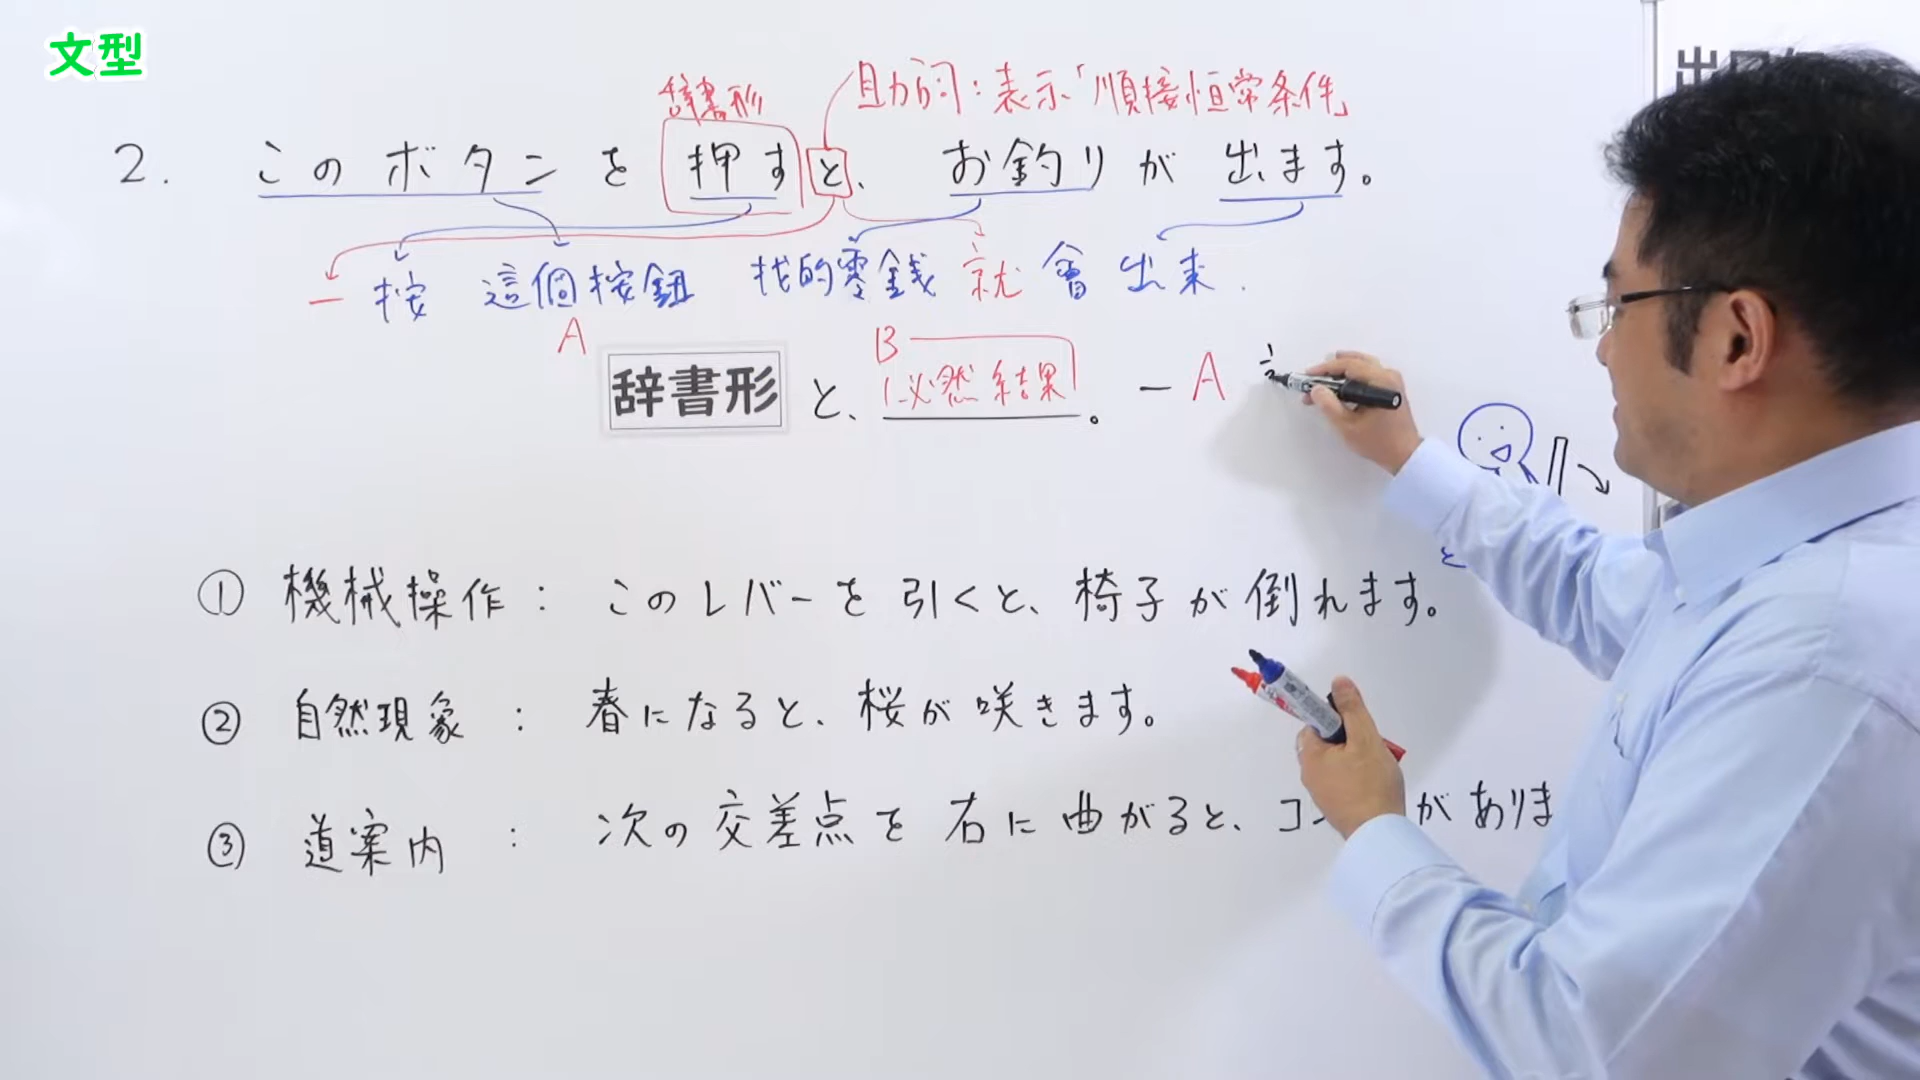 文型
辞書形 助詞：表示「順接恒常条件」
2. このボタンを押すと、お釣りが出ます。
一按 這個按鈕 找的零銭 就 會 出来.
A B
辞書形 と、必然結果。一 A
① 機械操作： このレバーを引くと、椅子が倒れます。
と
② 自然現象： 春になると、桜が咲きます。
③ 道案内： 次の交差点を右に曲がると、コ がありま